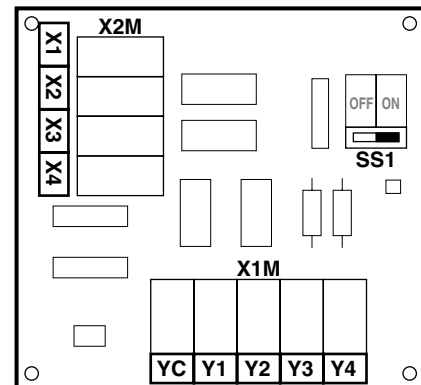 X2M
X1
X2
X3
X4
OFF ON
SS1
X1M
YC Y1 Y2 Y3 Y4